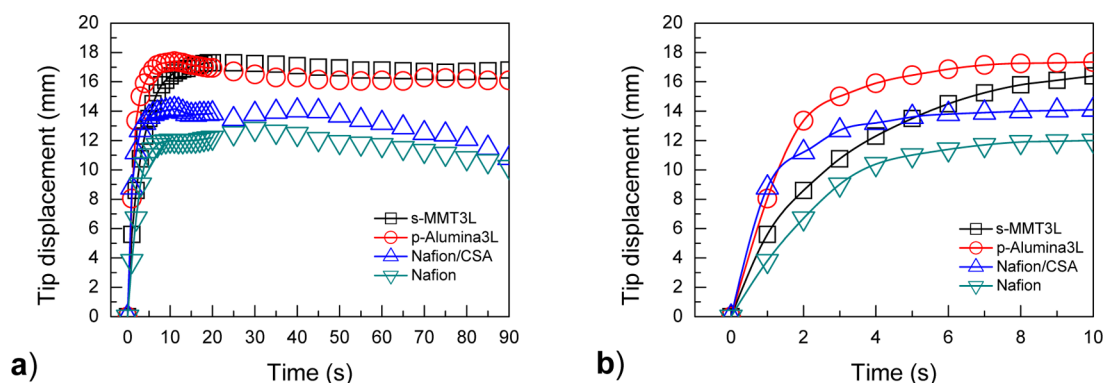 Tip displacement (mm)
20
18
16
14
12
10
8
6
4
2
0
s-MMT3L
p-Alumina3L
Nafion/CSA
Nafion
0 10 20 30 40 50 60 70 80 90
Time (s)
a)
Tip displacement (mm)
20
18
16
14
12
10
8
6
4
2
0
s-MMT3L
p-Alumina3L
Nafion/CSA
Nafion
0 2 4 6 8 10
Time (s)
b)